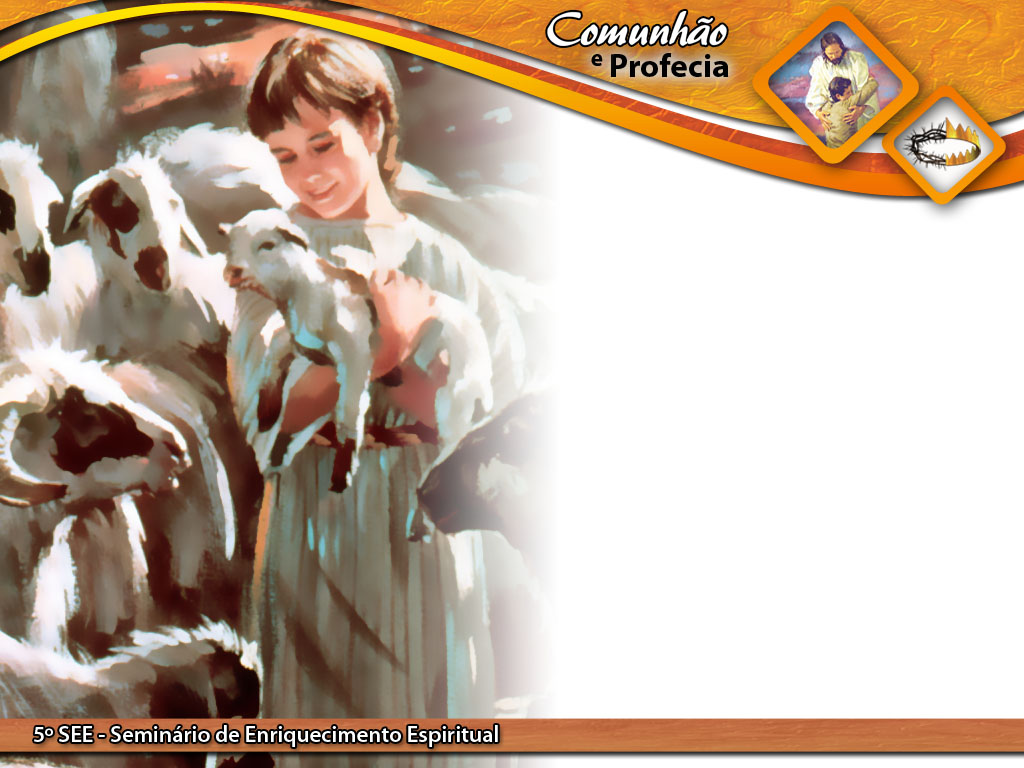 Comunhão
e Profecia
5º SEE - Seminário de Enriquecimento Espiritual